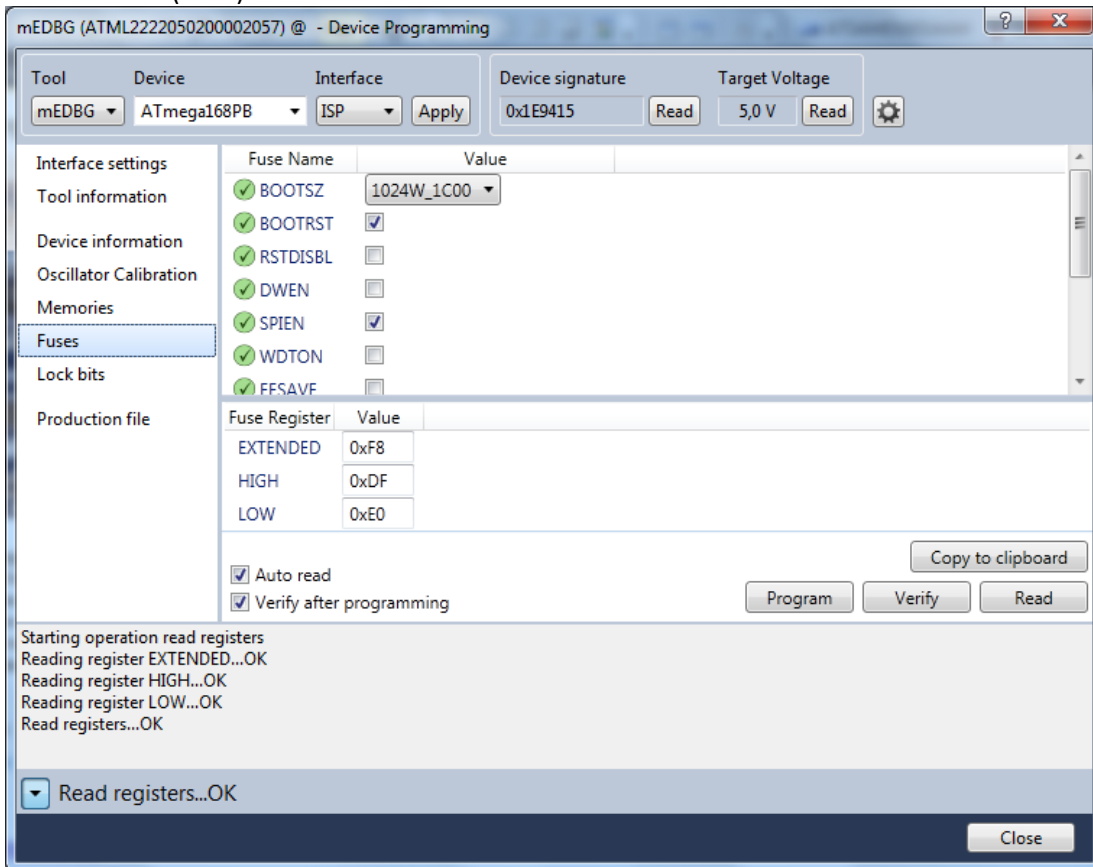 mEDBG (ATML2222050200002057) @ - Device Programming
Tool Device Interface Device signature Target Voltage
mEDBG ATmega168PB ISP Apply 0x1E9415 Read 5,0 V Read
Interface settings
Tool information
Device information
Oscillator Calibration
Memories
Fuses
Lock bits
Production file
Fuse Name Value
BOOTSZ 1024W_1C00
BOOTRST
RSTDISBL
DWEN
SPIEN
WDTON
EESAVE
Fuse Register Value
EXTENDED 0xF8
HIGH 0xDF
LOW 0xE0
Copy to clipboard
Auto read
Verify after programming
Program Verify Read
Starting operation read registers
Reading register EXTENDED...OK
Reading register HIGH...OK
Reading register LOW...OK
Read registers...OK
Read registers...OK
Close